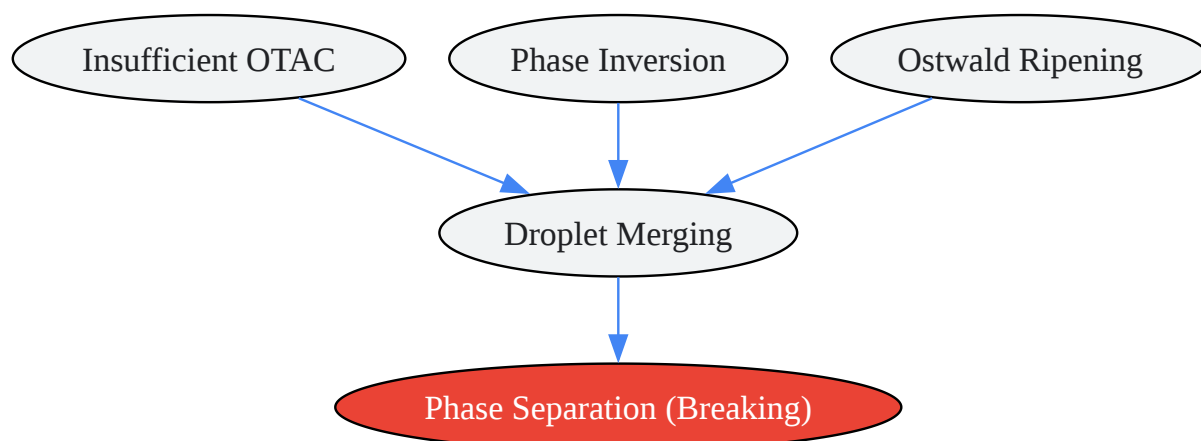 Insufficient OTAC
Phase Inversion
Ostwald Ripening
Droplet Merging
Phase Separation (Breaking)